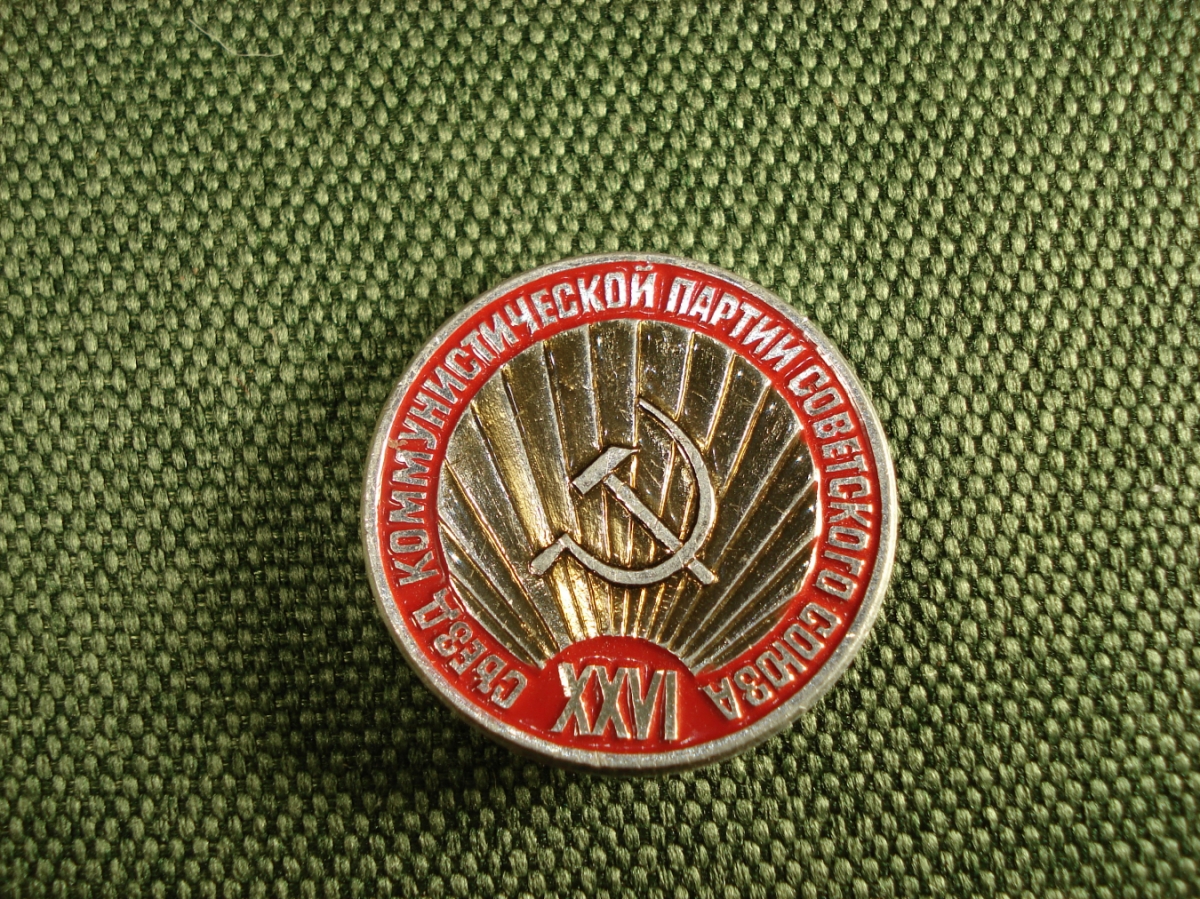 XXVI
СЪЕЗД КОММУНИСТИЧЕСКОЙ ПАРТИИ СОВЕТСКОГО СОЮЗА